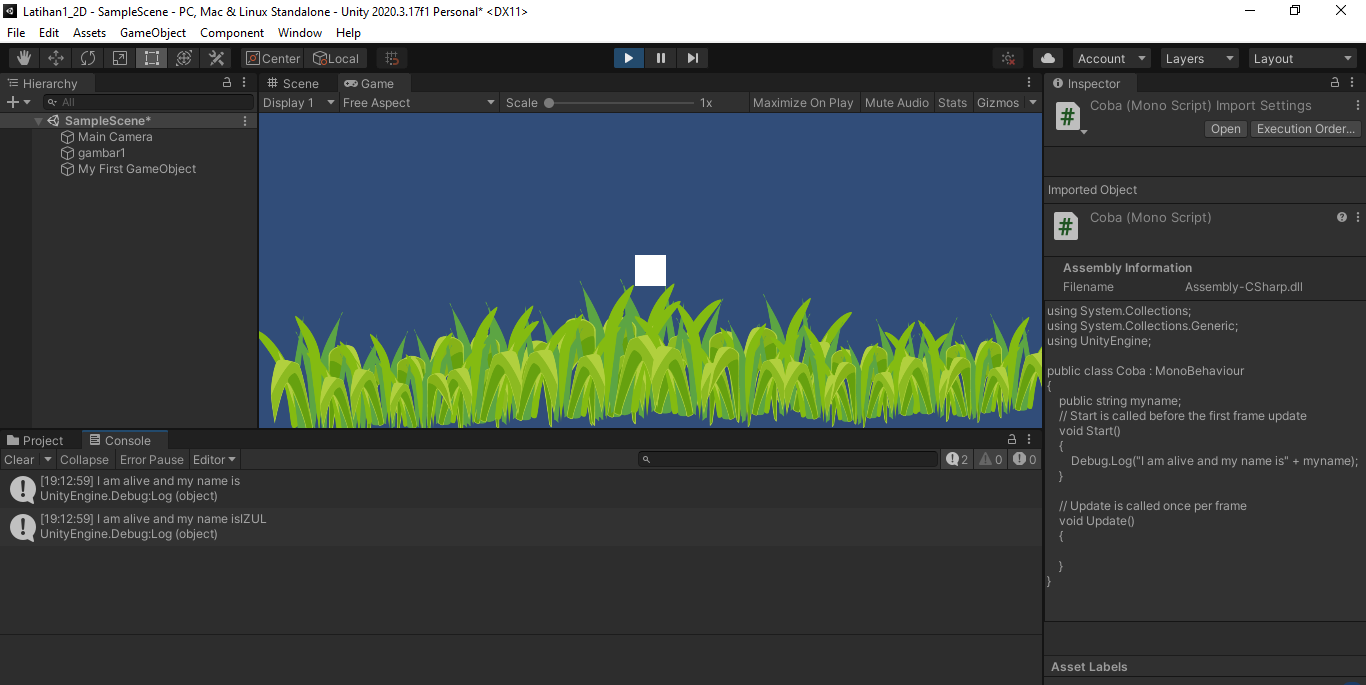 Latihan1_2D - SampleScene - PC, Mac & Linux Standalone - Unity 2020.3.17f1 Personal* <DX11>
File Edit Assets GameObject Component Window Help
Center Local Account Layers Layout
Hierarchy
All
SampleScene*
Main Camera
gambar1
My First GameObject
Scene Game
Display 1 Free Aspect Scale 1x Maximize On Play Mute Audio Stats Gizmos
Inspector
Coba (Mono Script) Import Settings
Open Execution Order...
Imported Object
Coba (Mono Script)
Assembly Information
Filename Assembly-CSharp.dll
using System.Collections;
using System.Collections.Generic;
using UnityEngine;
public class Coba : MonoBehaviour
{
public string myname;
// Start is called before the first frame update
void Start()
{
Debug.Log("I am alive and my name is" + myname);
}
// Update is called once per frame
void Update()
{
}
}
Asset Labels
Project Console
Clear Collapse Error Pause Editor 2 0 0
[19:12:59] I am alive and my name is
UnityEngine.Debug:Log (object)
[19:12:59] I am alive and my name isIZUL
UnityEngine.Debug:Log (object)